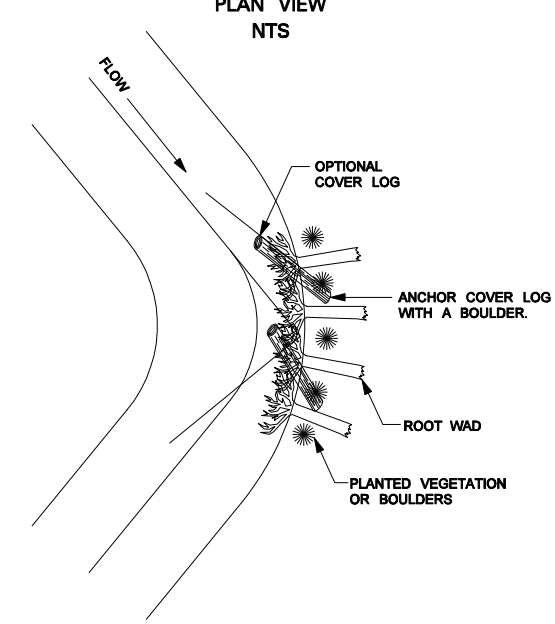 PLAN VIEW
NTS
FLOW
OPTIONAL
COVER LOG
ANCHOR COVER LOG
WITH A BOULDER.
ROOT WAD
PLANTED VEGETATION
OR BOULDERS